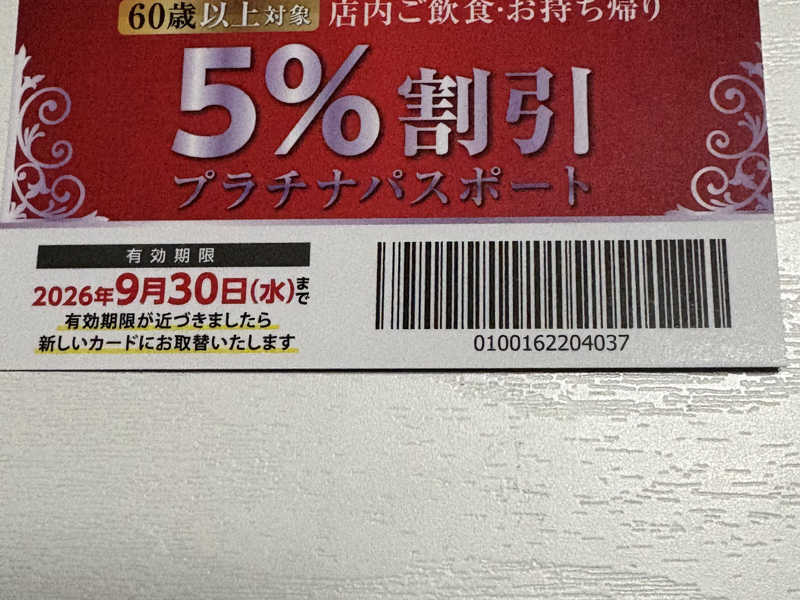 60歳以上対象 店内ご飲食・お持ち帰り
5%割引
プラチナパスポート
有効期限
2026年9月30日(水)まで
有効期限が近づきましたら
新しいカードにお取替いたします
0100162204037